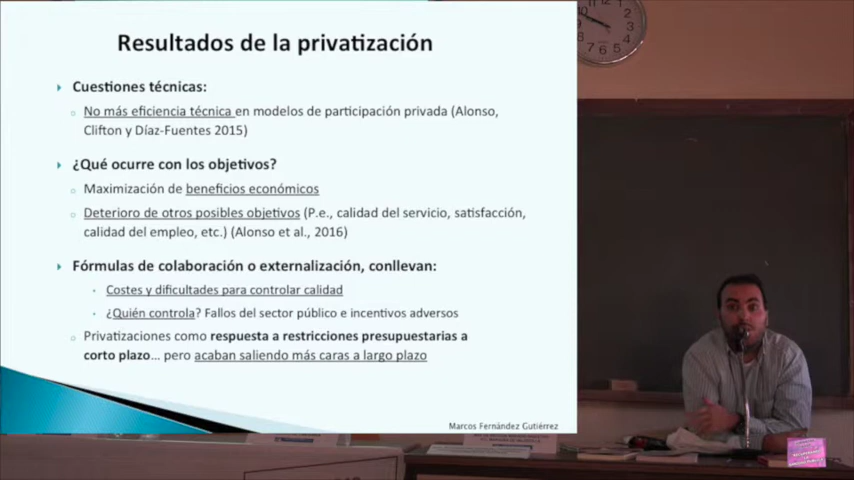 Resultados de la privatización
Cuestiones técnicas:
No más eficiencia técnica en modelos de participación privada (Alonso,
Clifton y Díaz-Fuentes 2015)
¿Qué ocurre con los objetivos?
Maximización de beneficios económicos
Deterioro de otros posibles objetivos (P.e., calidad del servicio, satisfacción,
calidad del empleo, etc.) (Alonso et al., 2016)
Fórmulas de colaboración o externalización, conllevan:
Costes y dificultades para controlar calidad
¿Quién controla? Fallos del sector público e incentivos adversos
Privatizaciones como respuesta a restricciones presupuestarias a
corto plazo... pero acaban saliendo más caras a largo plazo
Marcos Fernández Gutiérrez